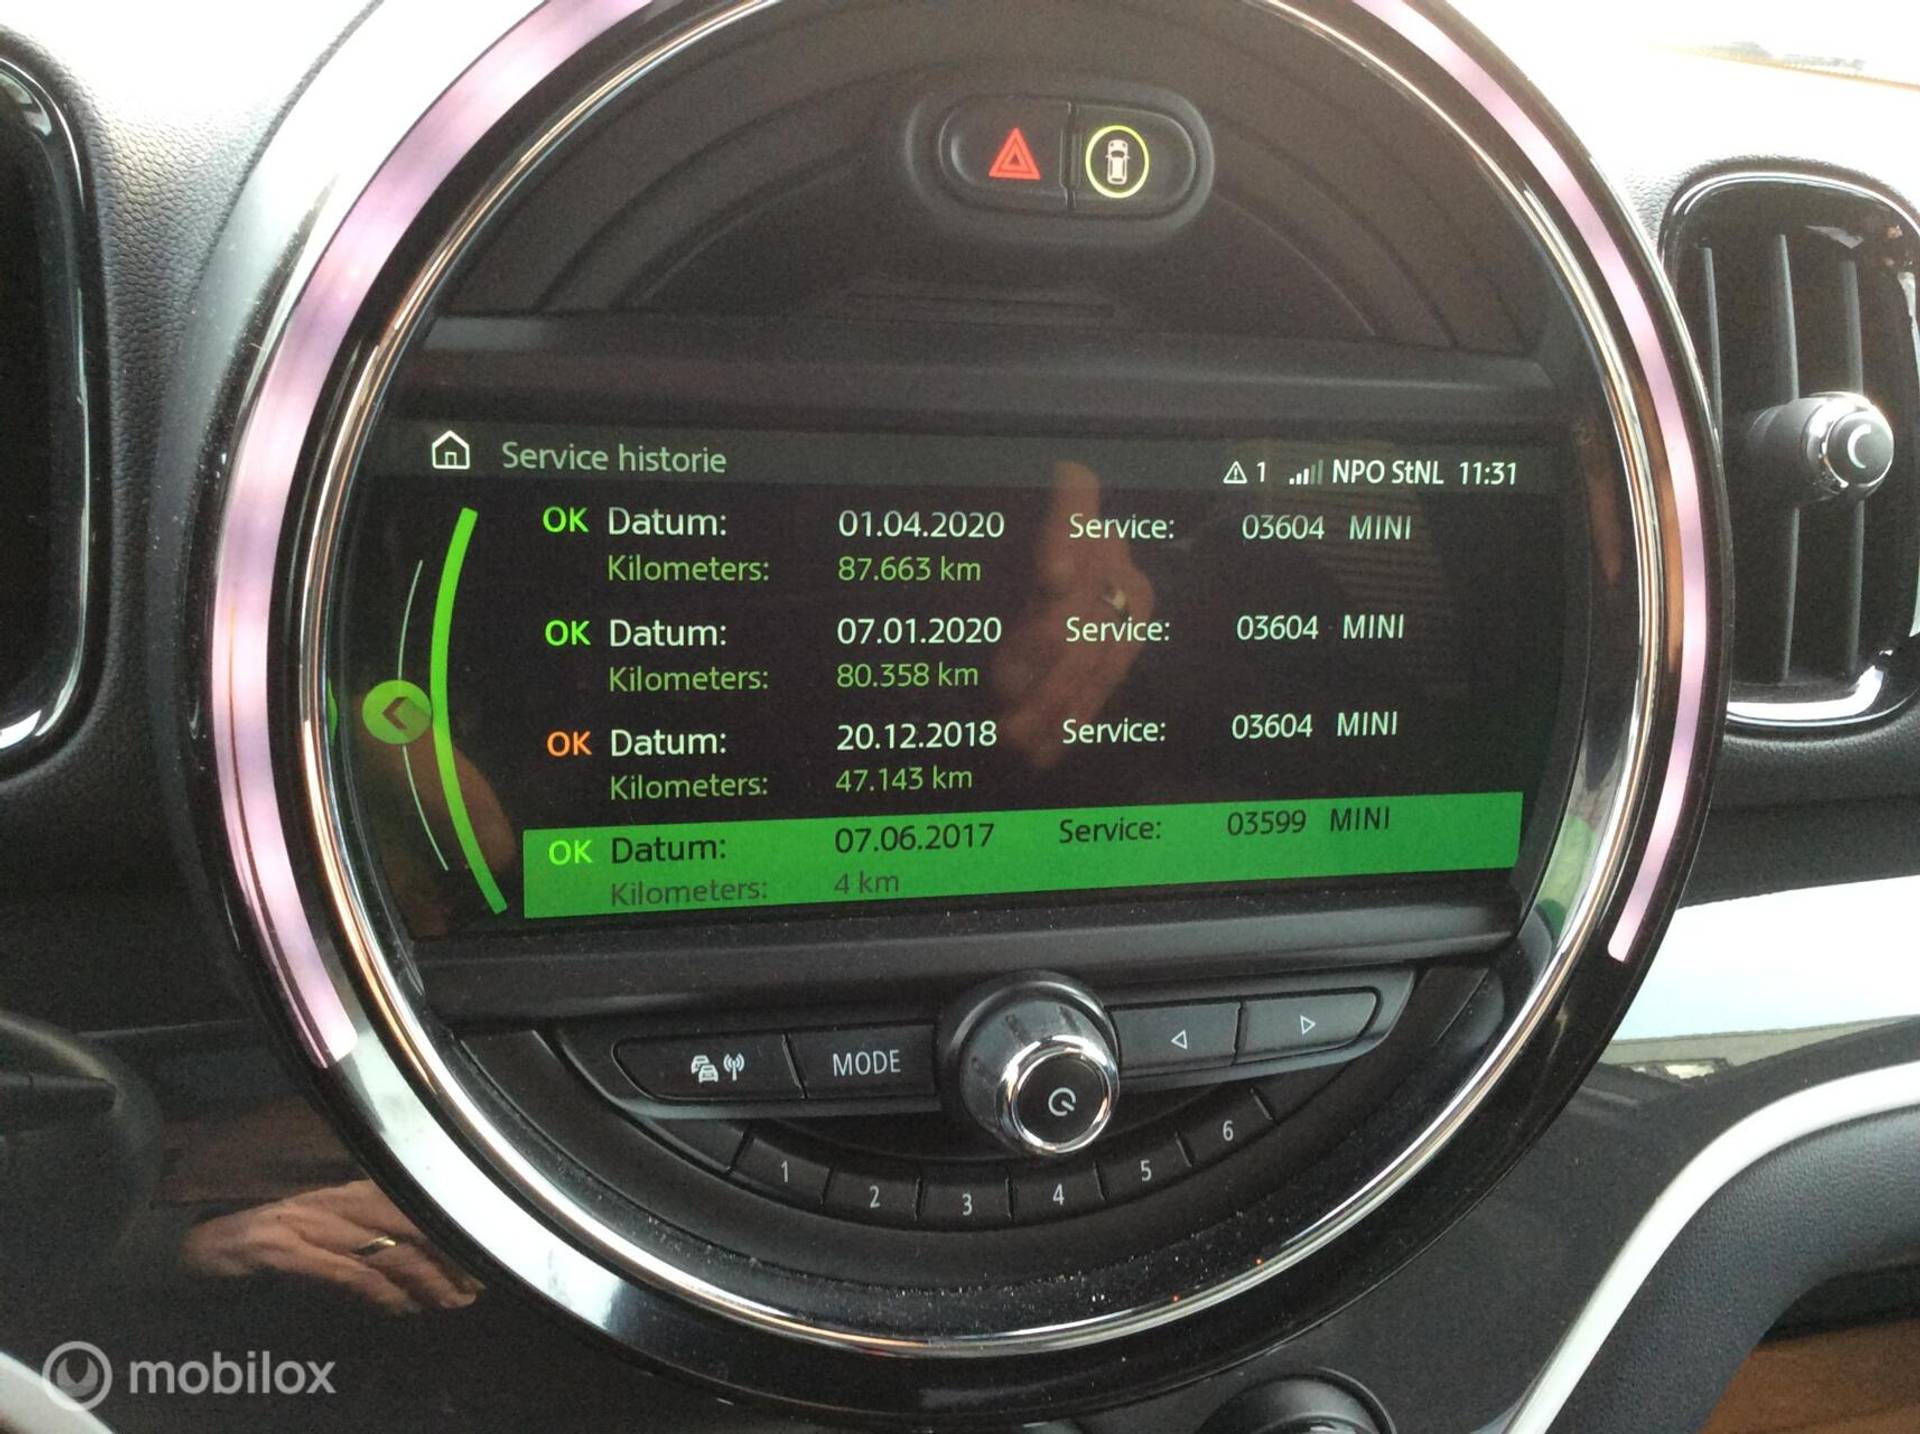 Service historie
1 NPO StNL 11:31
OK Datum: 01.04.2020 Service: 03604 MINI
Kilometers: 87.663 km
OK Datum: 07.01.2020 Service: 03604 MINI
Kilometers: 80.358 km
OK Datum: 20.12.2018 Service: 03604 MINI
Kilometers: 47.143 km
OK Datum: 07.06.2017 Service: 03599 MINI
Kilometers: 4 km
MODE
1 2 3 4 5 6
mobilox